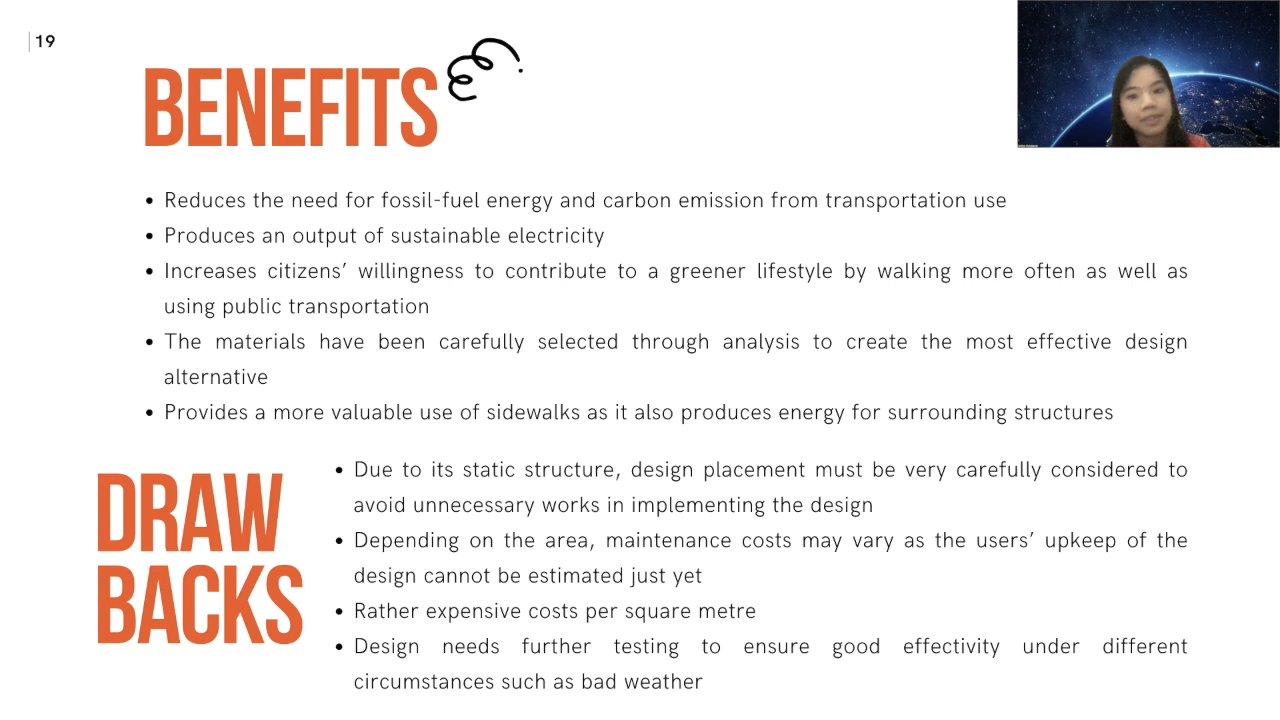 19
BENEFITS
• Reduces the need for fossil-fuel energy and carbon emission from transportation use
• Produces an output of sustainable electricity
• Increases citizens’ willingness to contribute to a greener lifestyle by walking more often as well as
using public transportation
• The materials have been carefully selected through analysis to create the most effective design
alternative
• Provides a more valuable use of sidewalks as it also produces energy for surrounding structures
DRAW
BACKS
• Due to its static structure, design placement must be very carefully considered to
avoid unnecessary works in implementing the design
• Depending on the area, maintenance costs may vary as the users’ upkeep of the
design cannot be estimated just yet
• Rather expensive costs per square metre
• Design needs further testing to ensure good effectivity under different
circumstances such as bad weather